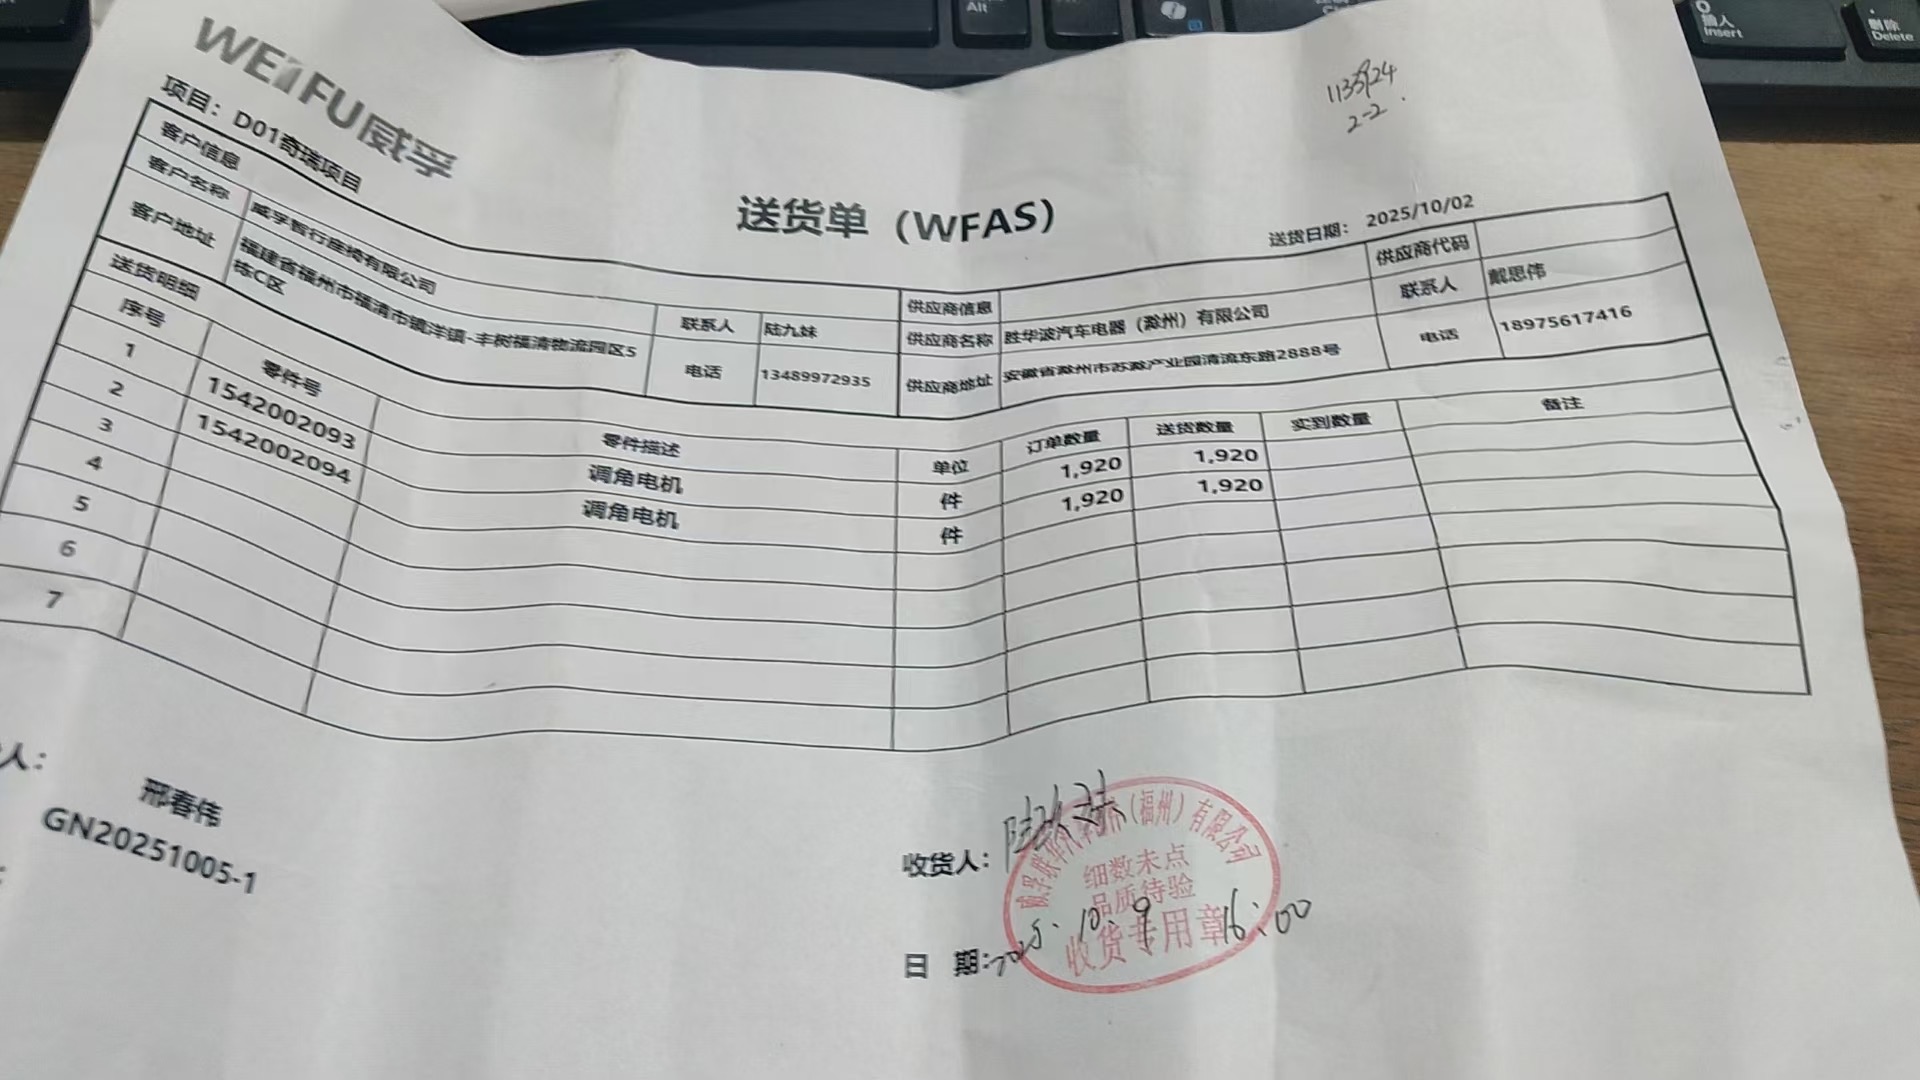 Alt
插入
Insert
删除
Delete
WEIFU威孚
1133924
2-2
项目：D01奇瑞项目
送货单（WFAS）
送货日期： 2025/10/02
客户信息 供应商信息 供应商代码
客户名称 威孚智行座椅有限公司 联系人 陆九妹 供应商名称 胜华波汽车电器（滁州）有限公司 联系人 戴思伟
客户地址 福建省福州市福清市镜洋镇-丰树福清物流园区5
栋C区 电话 13489972935 供应商地址 安徽省滁州市苏滁产业园清流东路2888号 电话 18975617416
送货明细
序号 零件号 零件描述 单位 订单数量 送货数量 实到数量 备注
1 1542002093 调角电机 件 1,920 1,920
2 1542002094 调角电机 件 1,920 1,920
3
4
5
6
7
人：
邢春伟
GN20251005-1
收货人：
（福州）有限公司
细数未点
品质待验
收货专用章
日 期：2025.10.9 16:00